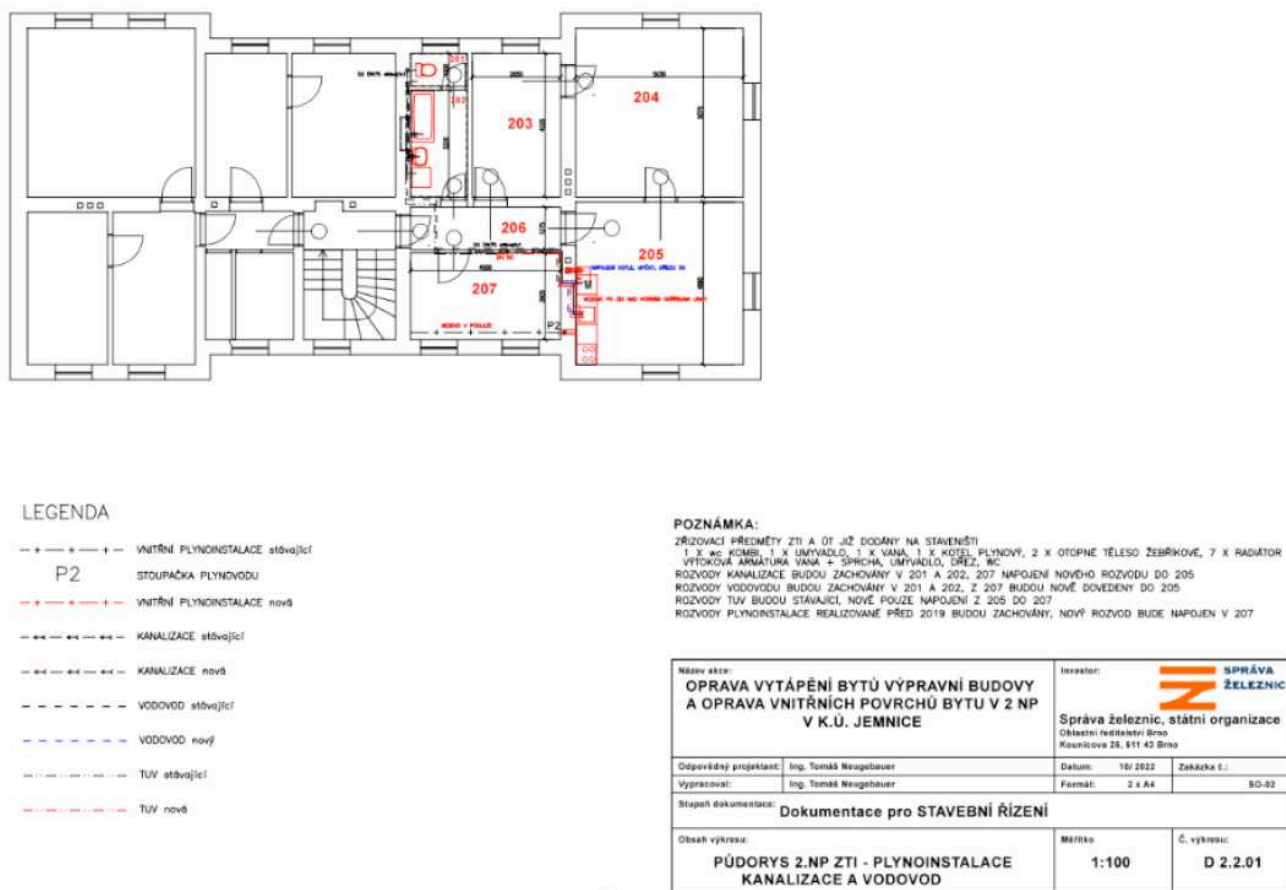 201
202
203
204
206
205
207
P2
LEGENDA
VNITŘNÍ PLYNOINSTALACE stávající
P2
STOUPAČKA PLYNOVODU
VNITŘNÍ PLYNOINSTALACE nová
KANALIZACE stávající
KANALIZACE nová
VODOVOD stávající
VODOVOD nový
TUV stávající
TUV nová
POZNÁMKA:
ZŘIZOVACÍ PŘEDMĚTY ZTI A ÚT JIŽ DODÁNY NA STAVENIŠTI
1 X wc KOMBI, 1 X UMYVADLO, 1 X VANA, 1 X KOTEL PLYNOVÝ, 2 X OTOPNÉ TĚLESO ŽEBŘÍKOVÉ, 7 X RADIÁTOR
VÝTOKOVÁ ARMATURA VANA + SPRCHA, UMYVADLO, DŘEZ, WC
ROZVODY KANALIZACE BUDOU ZACHOVÁNY V 201 A 202, 207 NAPOJENÍ NOVÉHO ROZVODU DO 205
ROZVODY VODOVODU BUDOU ZACHOVÁNY V 201 A 202, Z 207 BUDOU NOVĚ DOVEDENY DO 205
ROZVODY TUV BUDOU STÁVAJÍCÍ, NOVĚ POUZE NAPOJENÍ Z 205 DO 207
ROZVODY PLYNOINSTALACE REALIZOVANÉ PŘED 2019 BUDOU ZACHOVÁNY, NOVÝ ROZVOD BUDE NAPOJEN V 207
Název akce:
OPRAVA VYTÁPĚNÍ BYTŮ VÝPRAVNÍ BUDOVY
A OPRAVA VNITŘNÍCH POVRCHŮ BYTU V 2 NP
V K.Ú. JEMNICE
Investor:
SPRÁVA
ŽELEZNIC
Správa železnic, státní organizace
Oblastní ředitelství Brno
Kounicova 26, 611 43 Brno
Odpovědný projektant: Ing. Tomáš Neugebauer
Datum: 10/ 2022
Zakázka č.:
Vypracoval: Ing. Tomáš Neugebauer
Formát: 2 x A4
SO-02
Stupeň dokumentace: Dokumentace pro STAVEBNÍ ŘÍZENÍ
Obsah výkresu:
PŮDORYS 2.NP ZTI - PLYNOINSTALACE
KANALIZACE A VODOVOD
Měřítko
1:100
Č. výkresu:
D 2.2.01